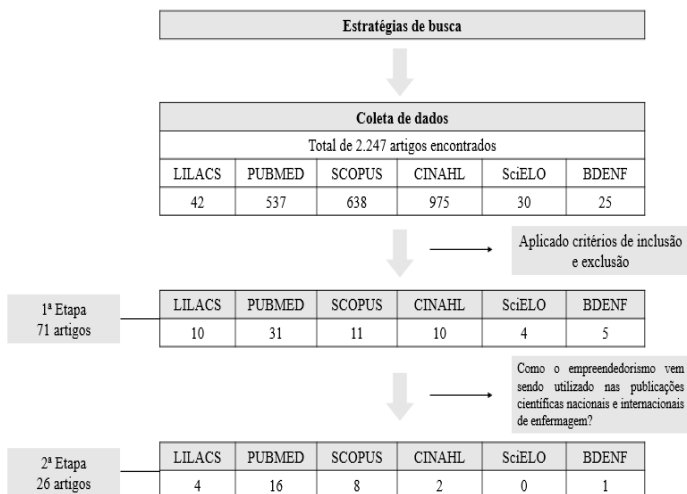 Estratégias de busca
Coleta de dados
Total de 2.247 artigos encontrados
LILACS PUBMED SCOPUS CINAHL SciELO BDENF
42 537 638 975 30 25
Aplicado critérios de inclusão
e exclusão
1ª Etapa
71 artigos
LILACS PUBMED SCOPUS CINAHL SciELO BDENF
10 31 11 10 4 5
Como o empreendedorismo vem
sendo utilizado nas publicações
científicas nacionais e internacionais
de enfermagem?
2ª Etapa
26 artigos
LILACS PUBMED SCOPUS CINAHL SciELO BDENF
4 16 8 2 0 1